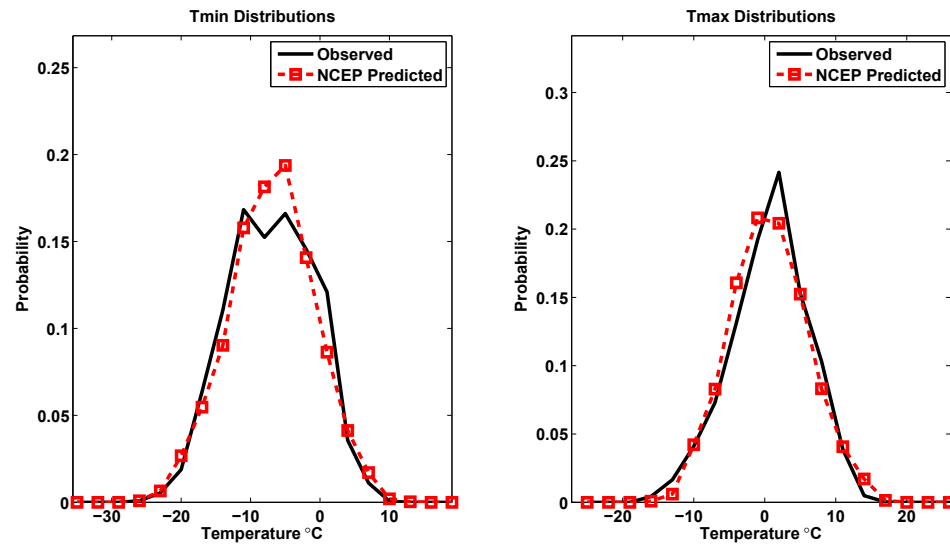 Tmin Distributions
Observed
NCEP Predicted
0.25
0.2
0.15
0.1
0.05
0
Probability
−30
−20
−10
0
10
Temperature °C
Tmax Distributions
Observed
NCEP Predicted
0.3
0.25
0.2
0.15
0.1
0.05
0
Probability
−20
−10
0
10
20
Temperature °C